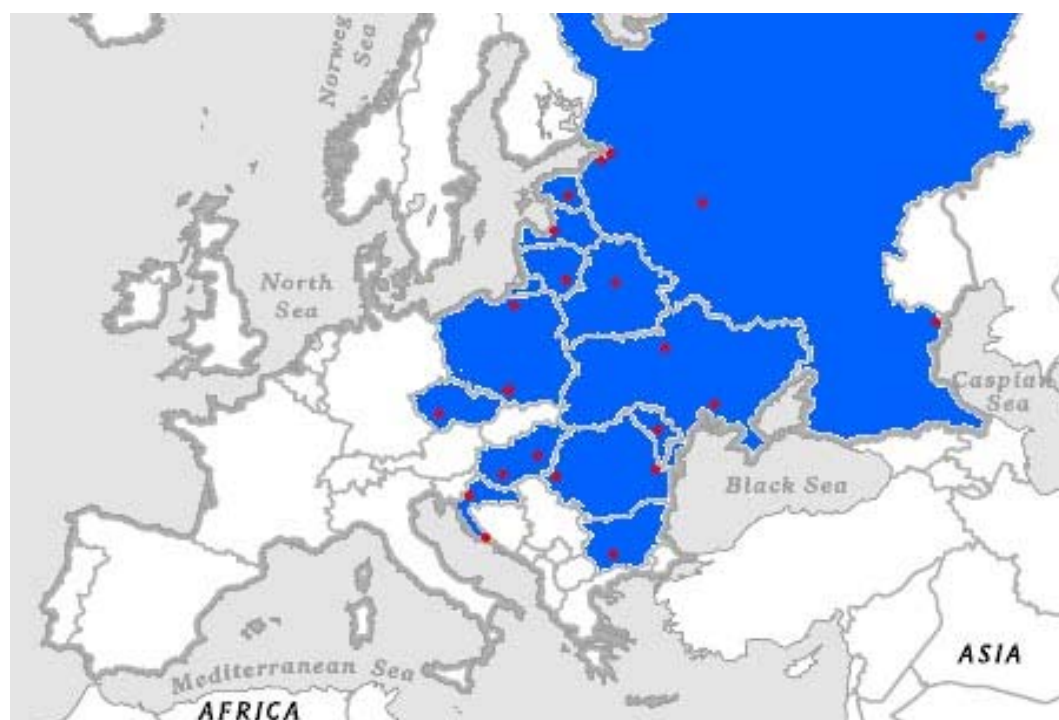 Norweg
Sea
North
Sea
Caspian
Sea
Black Sea
Mediterranean Sea
ASIA
AFRICA